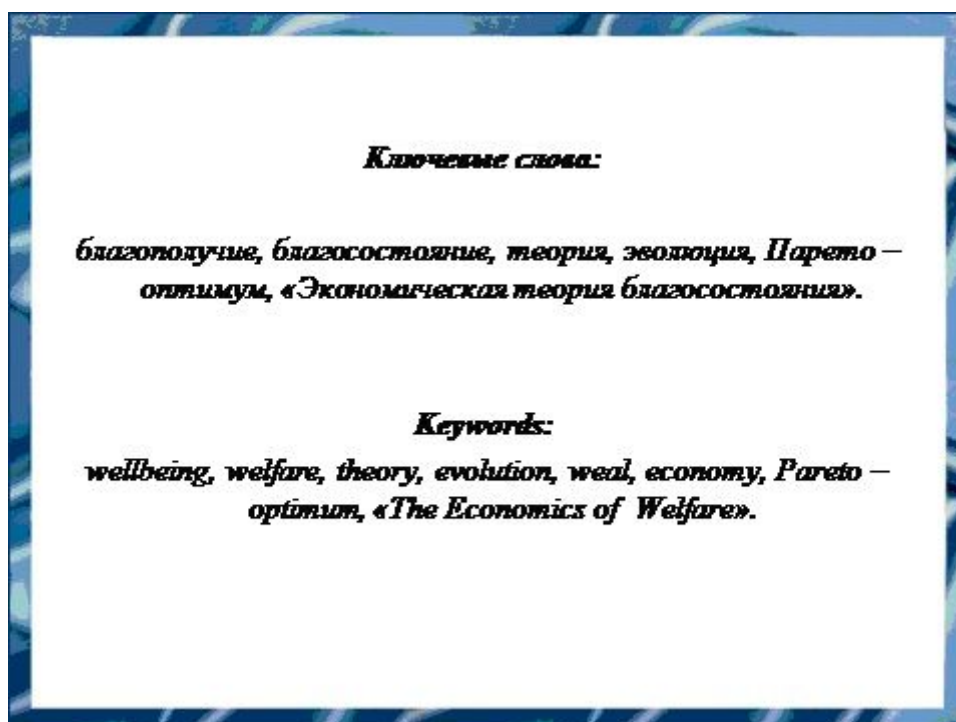 Ключевые слова:
благополучие, благосостояние, теория, эволюция, Парето –
оптимум, «Экономическая теория благосостояния».
Keywords:
wellbeing, welfare, theory, evolution, weal, economy, Pareto –
optimum, «The Economics of Welfare».